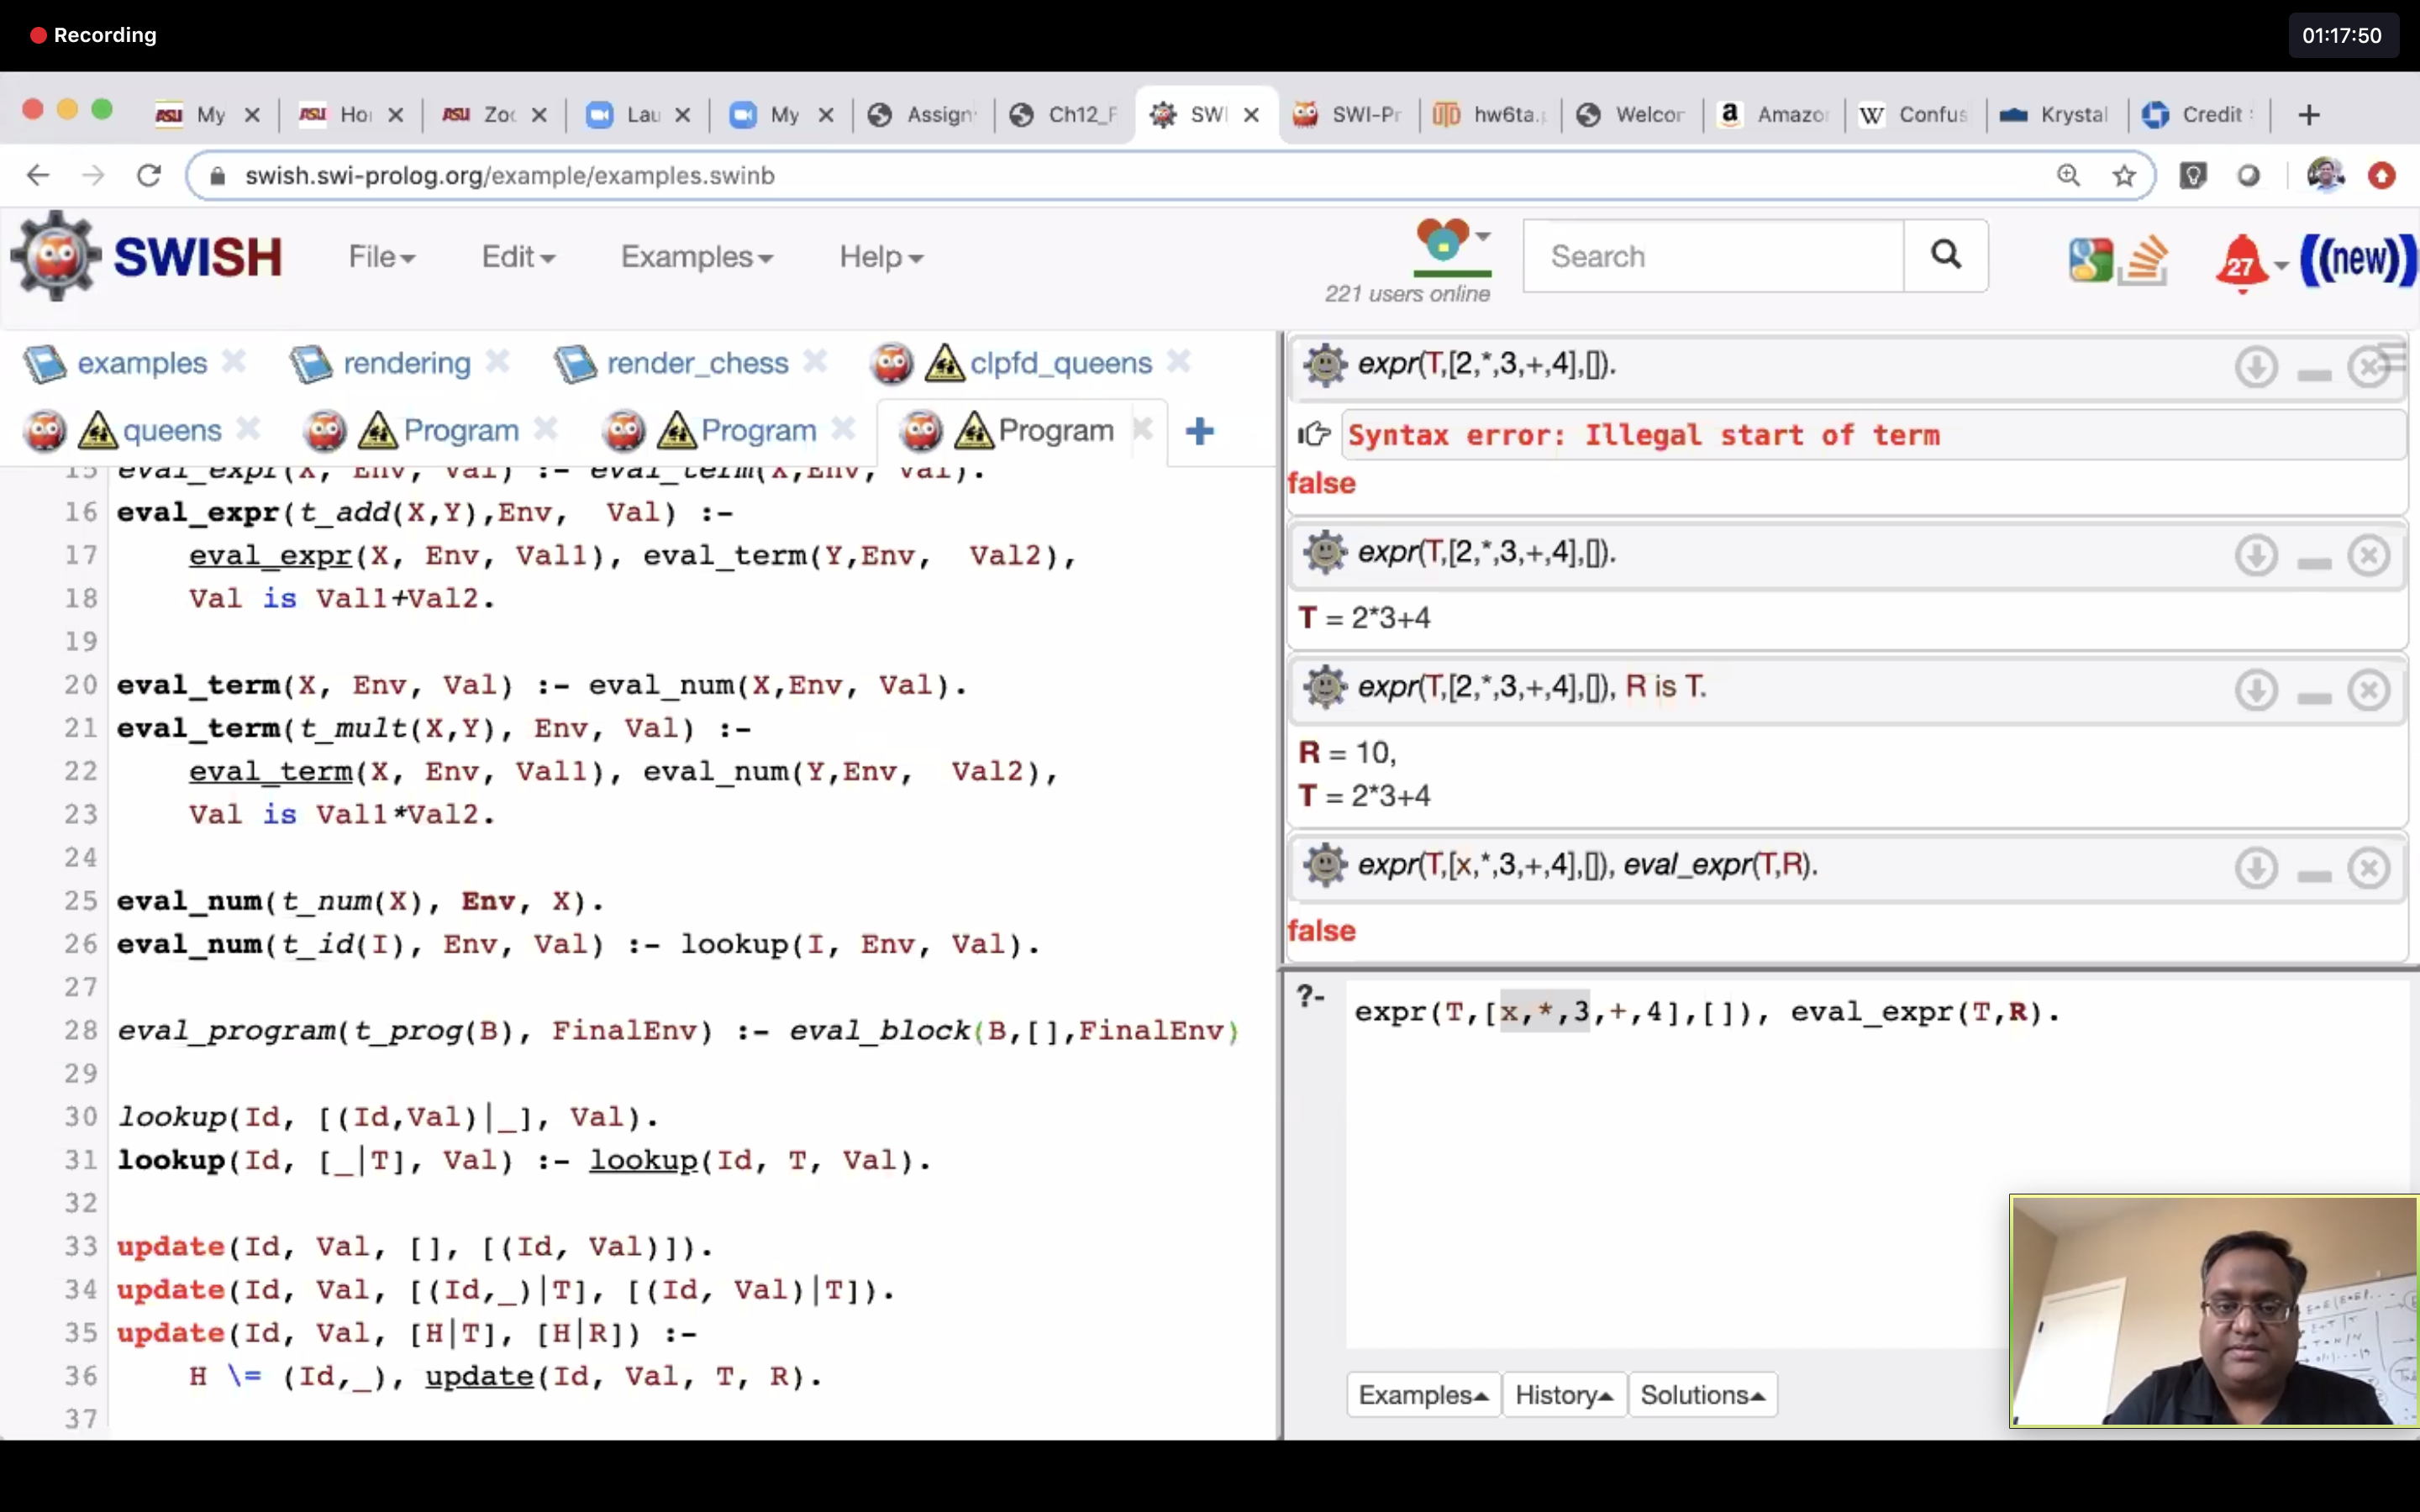 Recording
01:17:50
My
Ho
Zo
Lau
My
Assign
Ch12_F
SWI
SWI-Pr
hw6ta.
Welcor
Amazo
Confus
Krystal
Credit
swish.swi-prolog.org/example/examples.swinb
SWISH File Edit Examples Help
221 users online
Search
27
((new))
examples rendering render_chess clpfd_queens
queens Program Program Program
15 eval_expr(X, Env, Val) :- eval_term(X,Env, Val).
16 eval_expr(t_add(X,Y),Env,  Val) :-
17     eval_expr(X, Env, Val1), eval_term(Y,Env,  Val2),
18     Val is Val1+Val2.
19
20 eval_term(X, Env, Val) :- eval_num(X,Env, Val).
21 eval_term(t_mult(X,Y), Env, Val) :-
22     eval_term(X, Env, Val1), eval_num(Y,Env,  Val2),
23     Val is Val1*Val2.
24
25 eval_num(t_num(X), Env, X).
26 eval_num(t_id(I), Env, Val) :- lookup(I, Env, Val).
27
28 eval_program(t_prog(B), FinalEnv) :- eval_block(B,[],FinalEnv)
29
30 lookup(Id, [(Id,Val)|_], Val).
31 lookup(Id, [_|T], Val) :- lookup(Id, T, Val).
32
33 update(Id, Val, [], [(Id, Val)]).
34 update(Id, Val, [(Id,_)|T], [(Id, Val)|T]).
35 update(Id, Val, [H|T], [H|R]) :-
36     H \= (Id,_), update(Id, Val, T, R).
37
expr(T,[2,*,3,+,4],[]).
Syntax error: Illegal start of term
false
expr(T,[2,*,3,+,4],[]).
T = 2*3+4
expr(T,[2,*,3,+,4],[]), R is T.
R = 10,
T = 2*3+4
expr(T,[x,*,3,+,4],[]), eval_expr(T,R).
false
?- expr(T,[x,*,3,+,4],[]), eval_expr(T,R).
Examples History Solutions